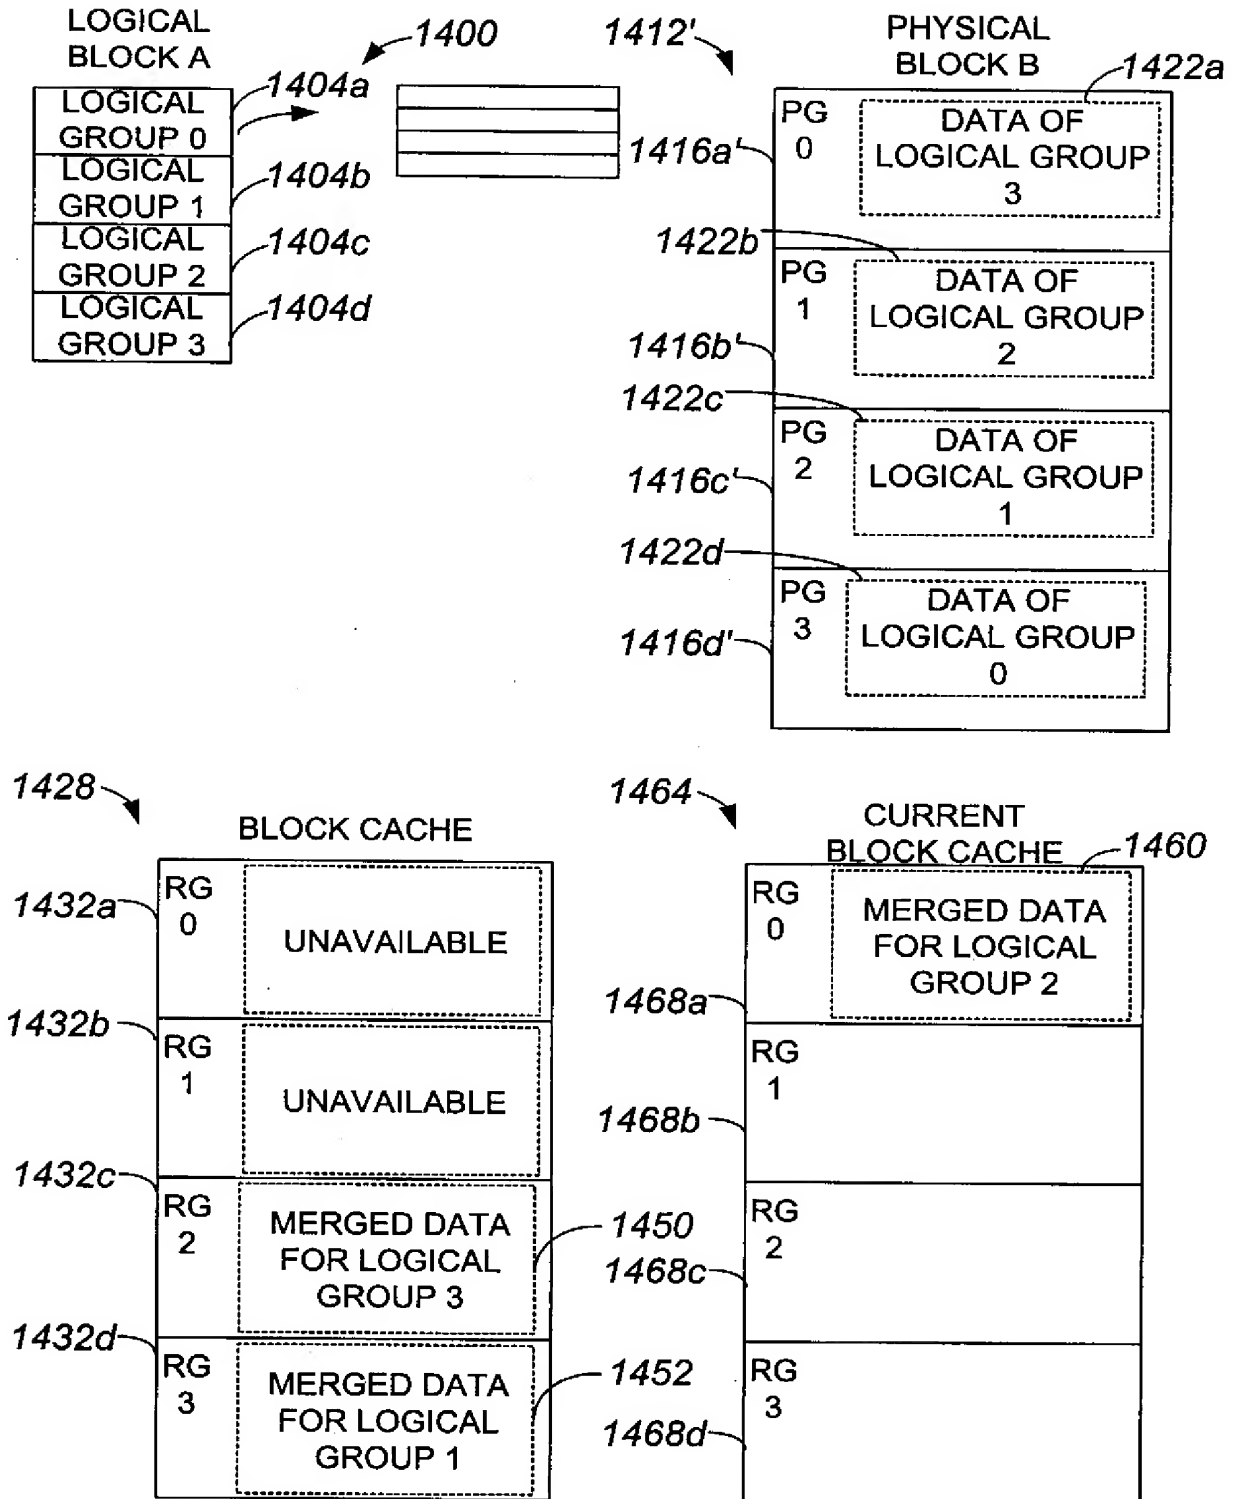 LOGICAL
BLOCK A
1400
LOGICAL
GROUP 0
1404a
LOGICAL
GROUP 1
1404b
LOGICAL
GROUP 2
1404c
LOGICAL
GROUP 3
1404d
1412'
PHYSICAL
BLOCK B
1422a
PG
0
DATA OF
LOGICAL GROUP
3
1416a'
1422b
PG
1
DATA OF
LOGICAL GROUP
2
1416b'
1422c
PG
2
DATA OF
LOGICAL GROUP
1
1416c'
1422d
PG
3
DATA OF
LOGICAL GROUP
0
1416d'
1428
BLOCK CACHE
1432a
RG
0
UNAVAILABLE
1432b
RG
1
UNAVAILABLE
1432c
RG
2
MERGED DATA
FOR LOGICAL
GROUP 3
1450
1432d
RG
3
MERGED DATA
FOR LOGICAL
GROUP 1
1452
1464
CURRENT
BLOCK CACHE
1460
RG
0
MERGED DATA
FOR LOGICAL
GROUP 2
1468a
RG
1
1468b
RG
2
1468c
RG
3
1468d